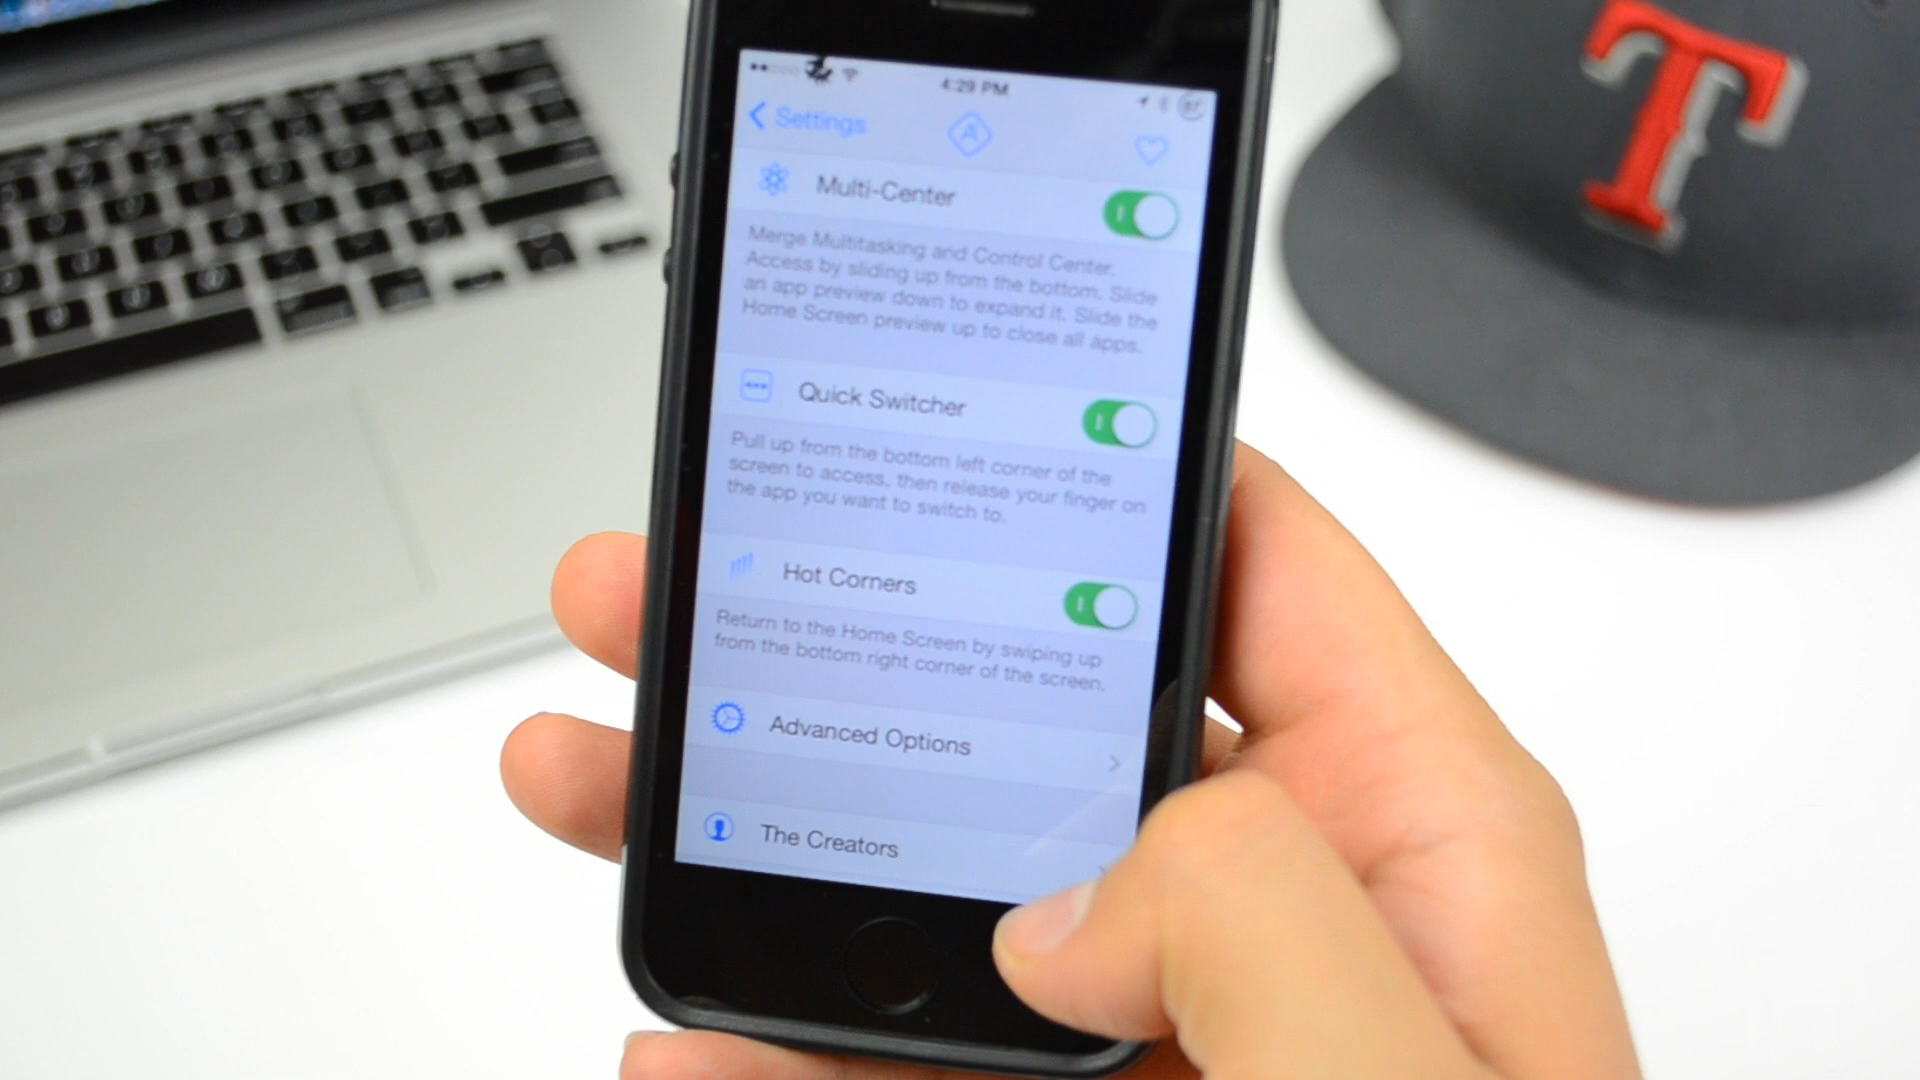 4:29 PM
Settings
Multi-Center
Merge Multitasking and Control Center.
Access by sliding up from the bottom. Slide
an app preview down to expand it. Slide the
Home Screen preview up to close all apps.
Quick Switcher
Pull up from the bottom left corner of the
screen to access, then release your finger on
the app you want to switch to.
Hot Corners
Return to the Home Screen by swiping up
from the bottom right corner of the screen.
Advanced Options
The Creators
T